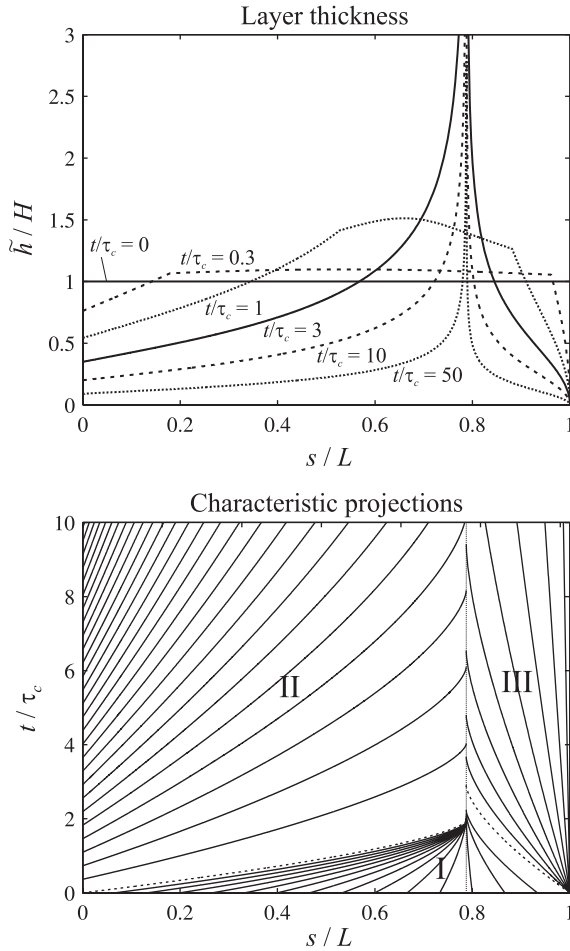 Layer thickness
3
2.5
2
1.5
1
0.5
0
h̃ / H
t/τc = 0
t/τc = 0.3
t/τc = 1
t/τc = 3
t/τc = 10
t/τc = 50
0 0.2 0.4 0.6 0.8 1
s / L
Characteristic projections
10
8
6
4
2
0
t / τc
II
III
I
0 0.2 0.4 0.6 0.8 1
s / L